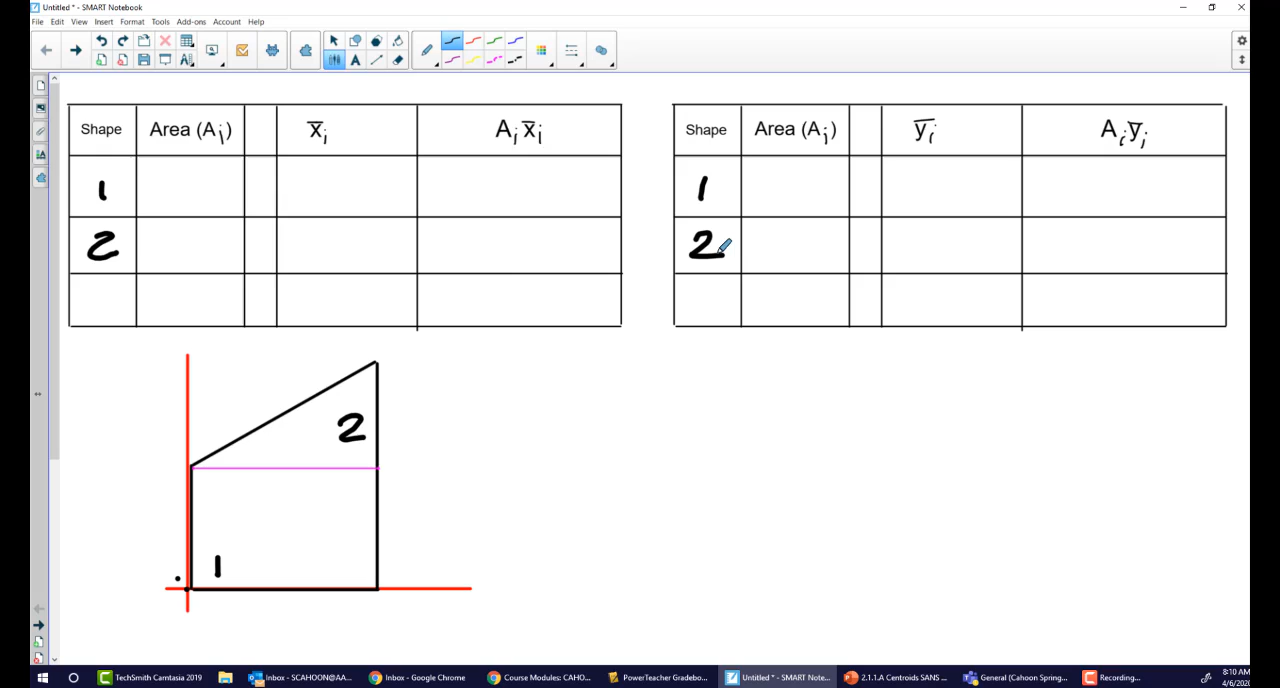 Untitled * - SMART Notebook
File Edit View Insert Format Tools Add-ons Account Help
Shape Area (Ai) x̅i Ai x̅i
1
2
Shape Area (Ai) y̅i Ai y̅i
1
2
2
1
TechSmith Camtasia 2019 Inbox - SCAHOON@AA... Inbox - Google Chrome Course Modules: CAHO... PowerTeacher Gradebo... Untitled * - SMART Note... 2.1.1.A Centroids SANS ... General (Cahoon Spring... Recording...
8:10 AM
4/6/2020